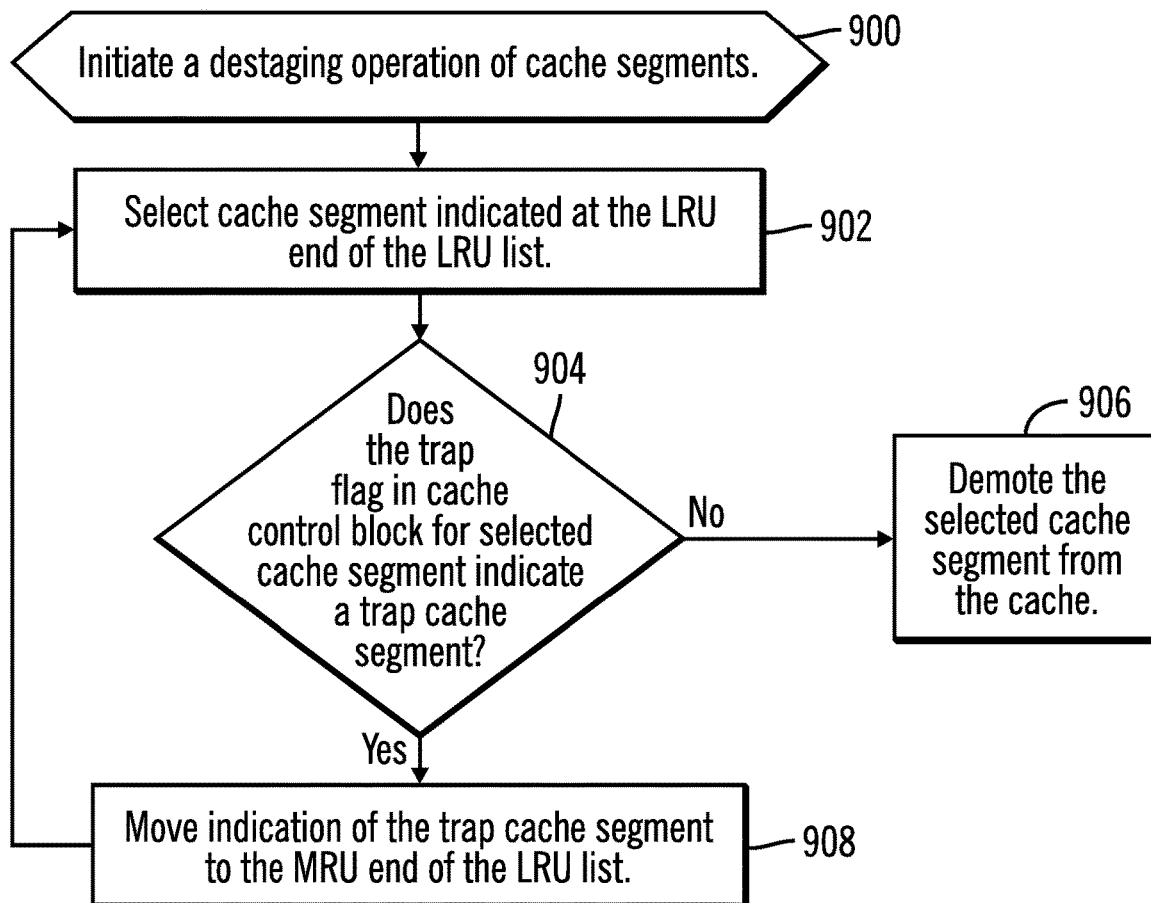 Initiate a destaging operation of cache segments.
900
Select cache segment indicated at the LRU
end of the LRU list.
902
904
Does
the trap
flag in cache
control block for selected
cache segment indicate
a trap cache
segment?
No
906
Demote the
selected cache
segment from
the cache.
Yes
Move indication of the trap cache segment
to the MRU end of the LRU list.
908